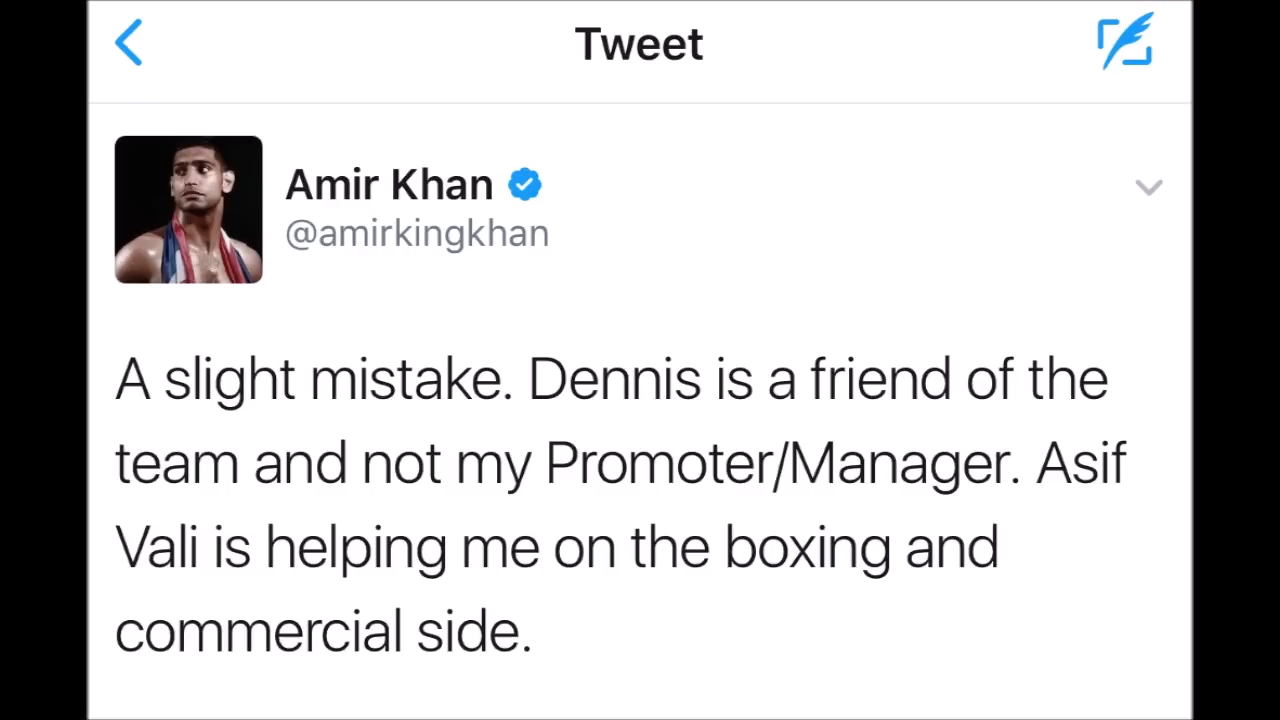 Tweet
Amir Khan
@amirkingkhan
A slight mistake. Dennis is a friend of the
team and not my Promoter/Manager. Asif
Vali is helping me on the boxing and
commercial side.